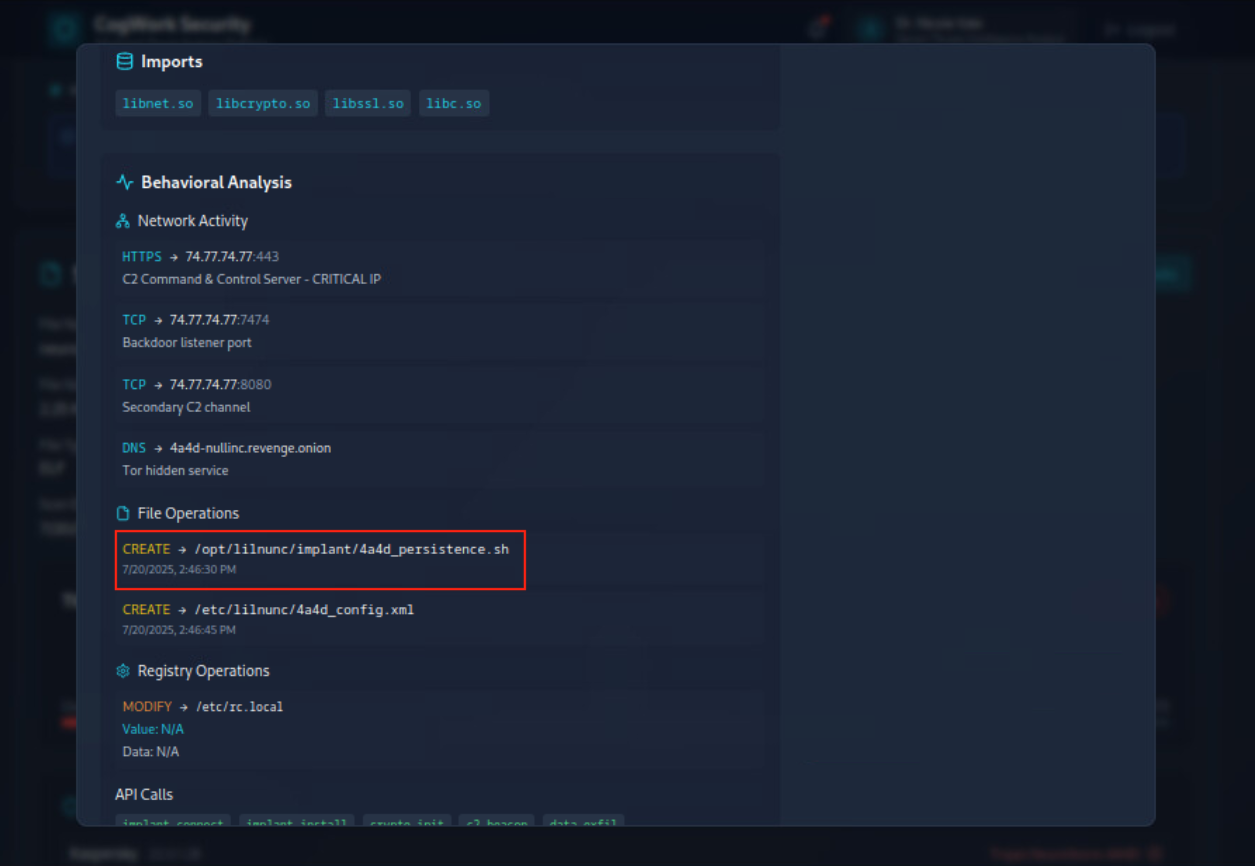 CogWork Security
Imports
libnet.so libcrypto.so libssl.so libc.so
Behavioral Analysis
Network Activity
HTTPS → 74.77.74.77:443
C2 Command & Control Server - CRITICAL IP
TCP → 74.77.74.77:7474
Backdoor listener port
TCP → 74.77.74.77:8080
Secondary C2 channel
DNS → 4a4d-nullinc.revenge.onion
Tor hidden service
File Operations
CREATE → /opt/lilnunc/implant/4a4d_persistence.sh
7/20/2025, 2:46:30 PM
CREATE → /etc/lilnunc/4a4d_config.xml
7/20/2025, 2:46:45 PM
Registry Operations
MODIFY → /etc/rc.local
Value: N/A
Data: N/A
API Calls
implant_connect implant_install crypto_init c2_beacon data_exfil